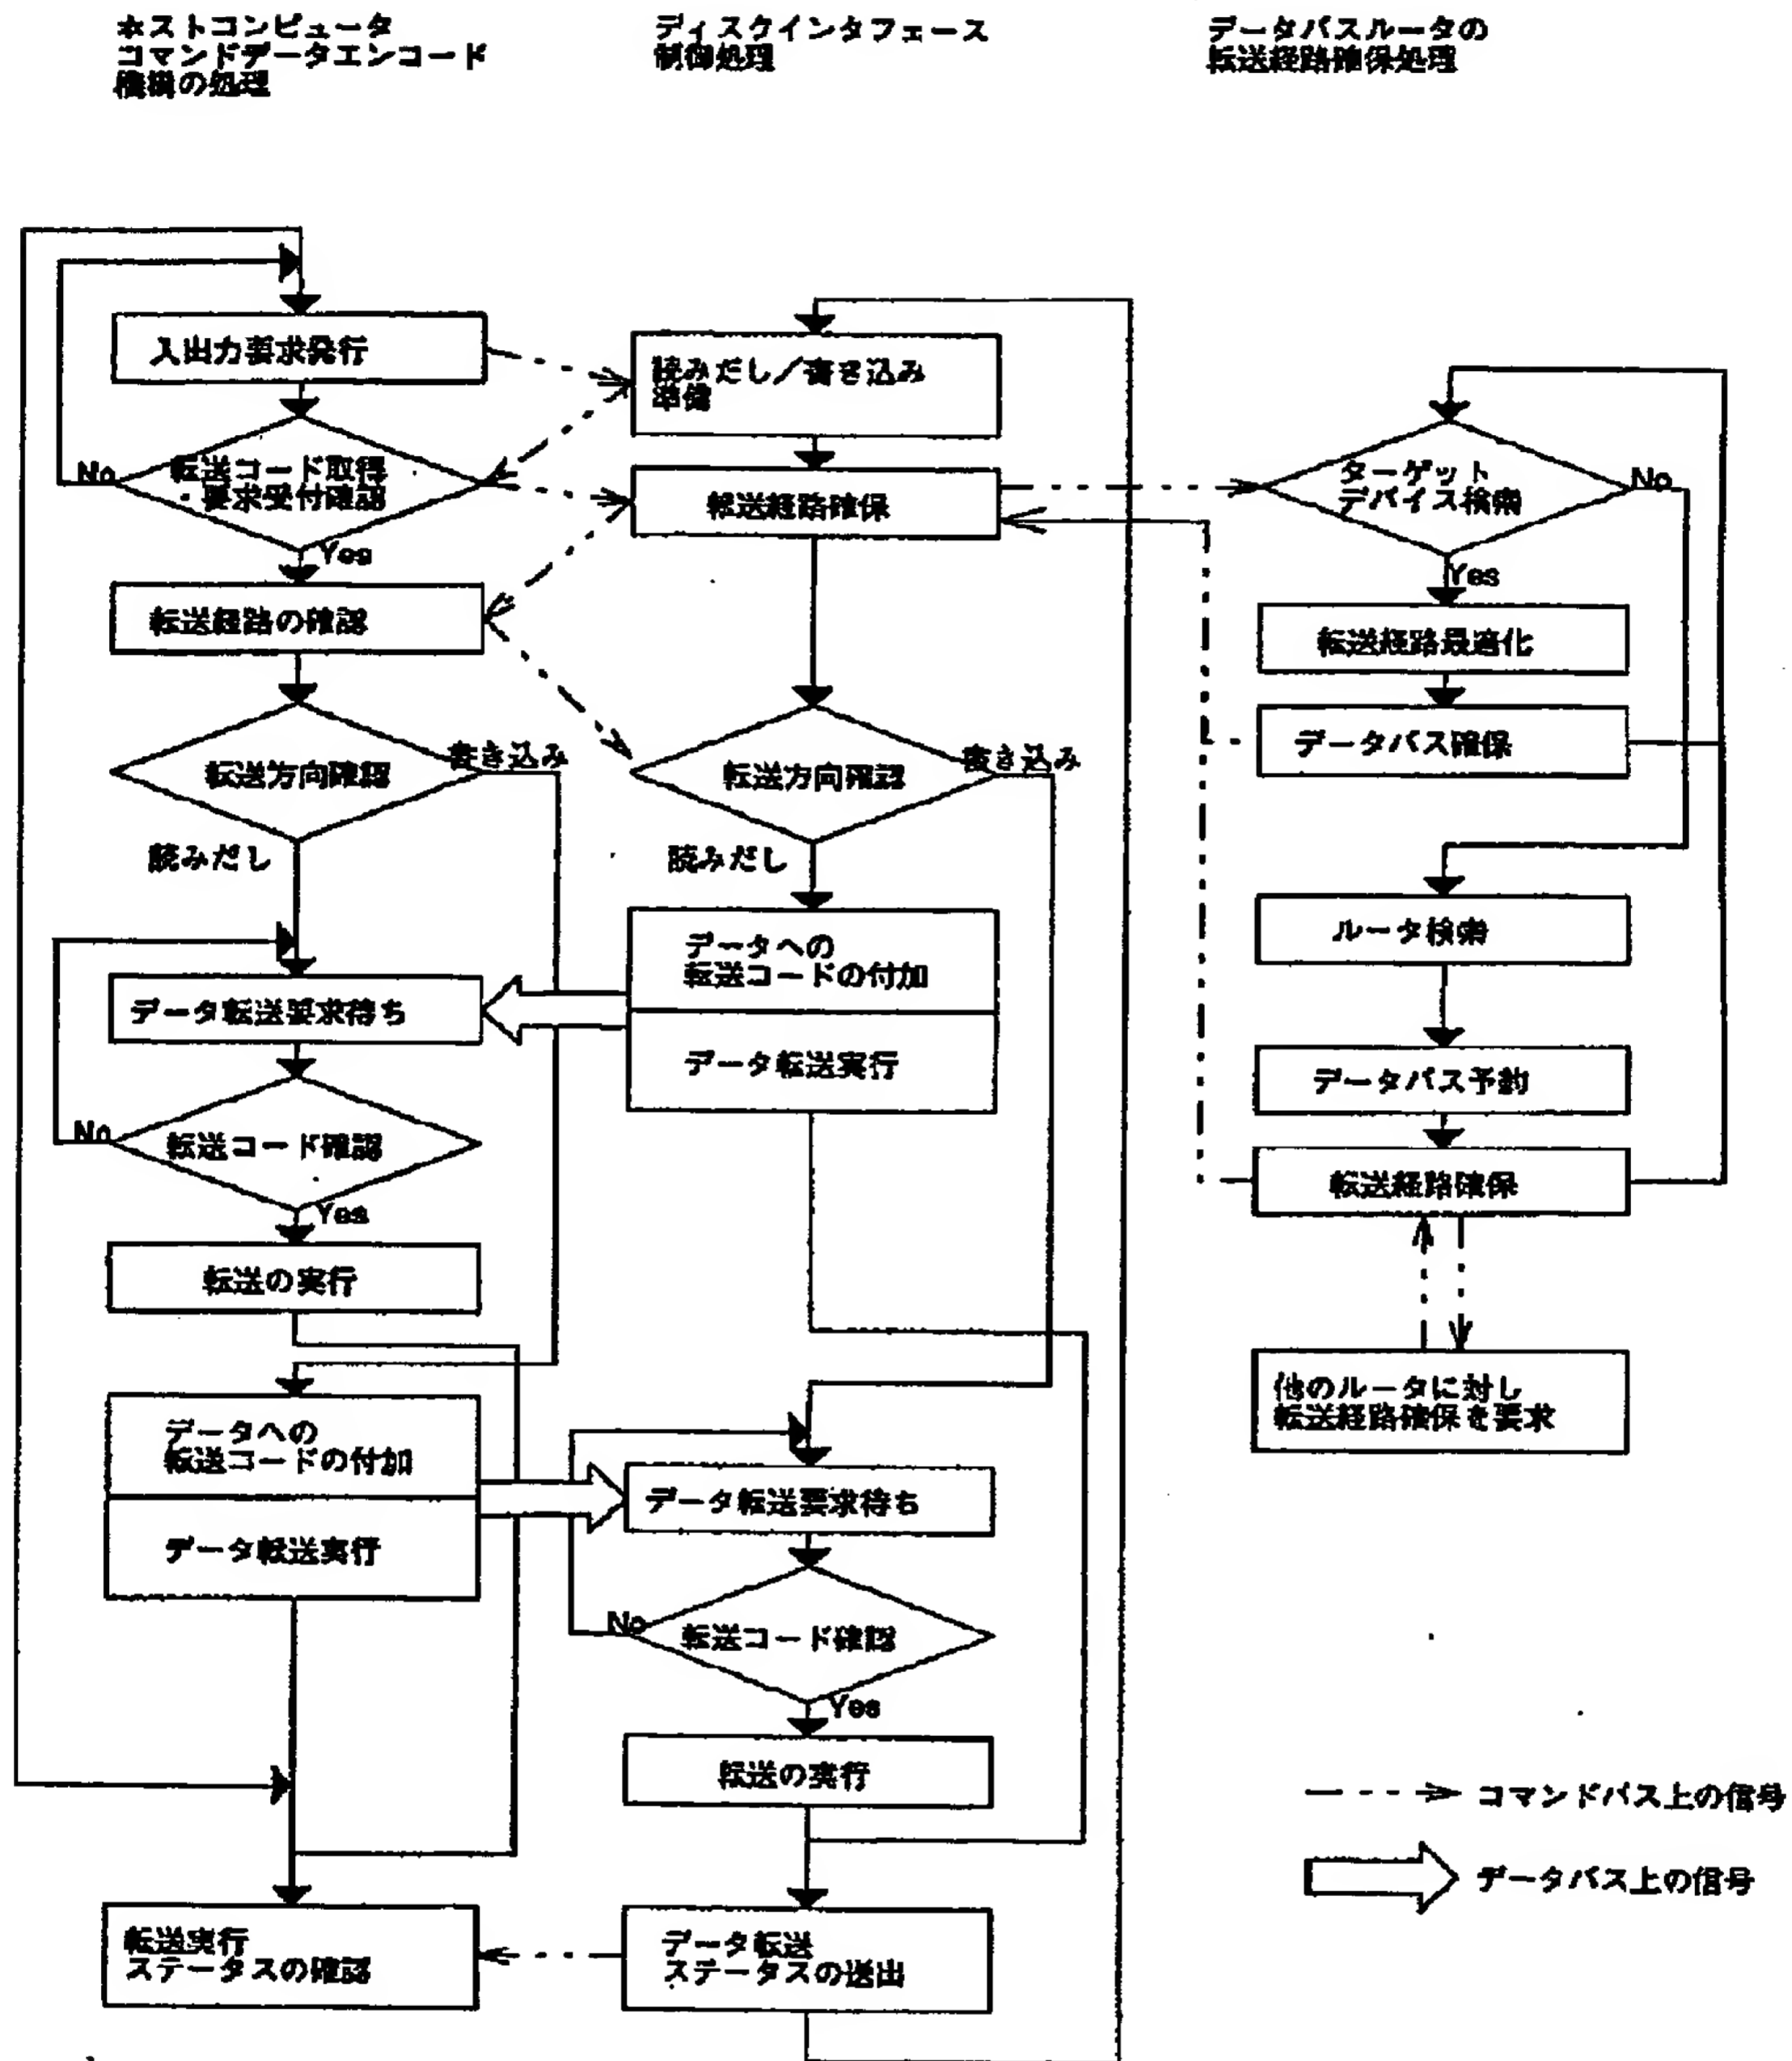 ホストコンピュータ
コマンドデータエンコード
機構の処理
ディスクインタフェース
制御処理
データバスルータの
転送経路確保処理
入出力要求発行
No
転送コード取得
・要求受付確認
Yes
転送経路の確認
転送方向確認
書き込み
読みだし
データ転送要求待ち
No
転送コード確認
Yes
転送の実行
データへの
転送コードの付加
データ転送実行
転送実行
ステータスの確認
読みだし／書き込み
準備
転送経路確保
転送方向確認
書き込み
読みだし
データへの
転送コードの付加
データ転送実行
データ転送要求待ち
No
転送コード確認
Yes
転送の実行
データ転送
ステータスの送出
ターゲット
デバイス検索
No
Yes
転送経路最適化
データバス確保
ルータ検索
データバス予約
転送経路確保
他のルータに対し
転送経路確保を要求
コマンドバス上の信号
データバス上の信号